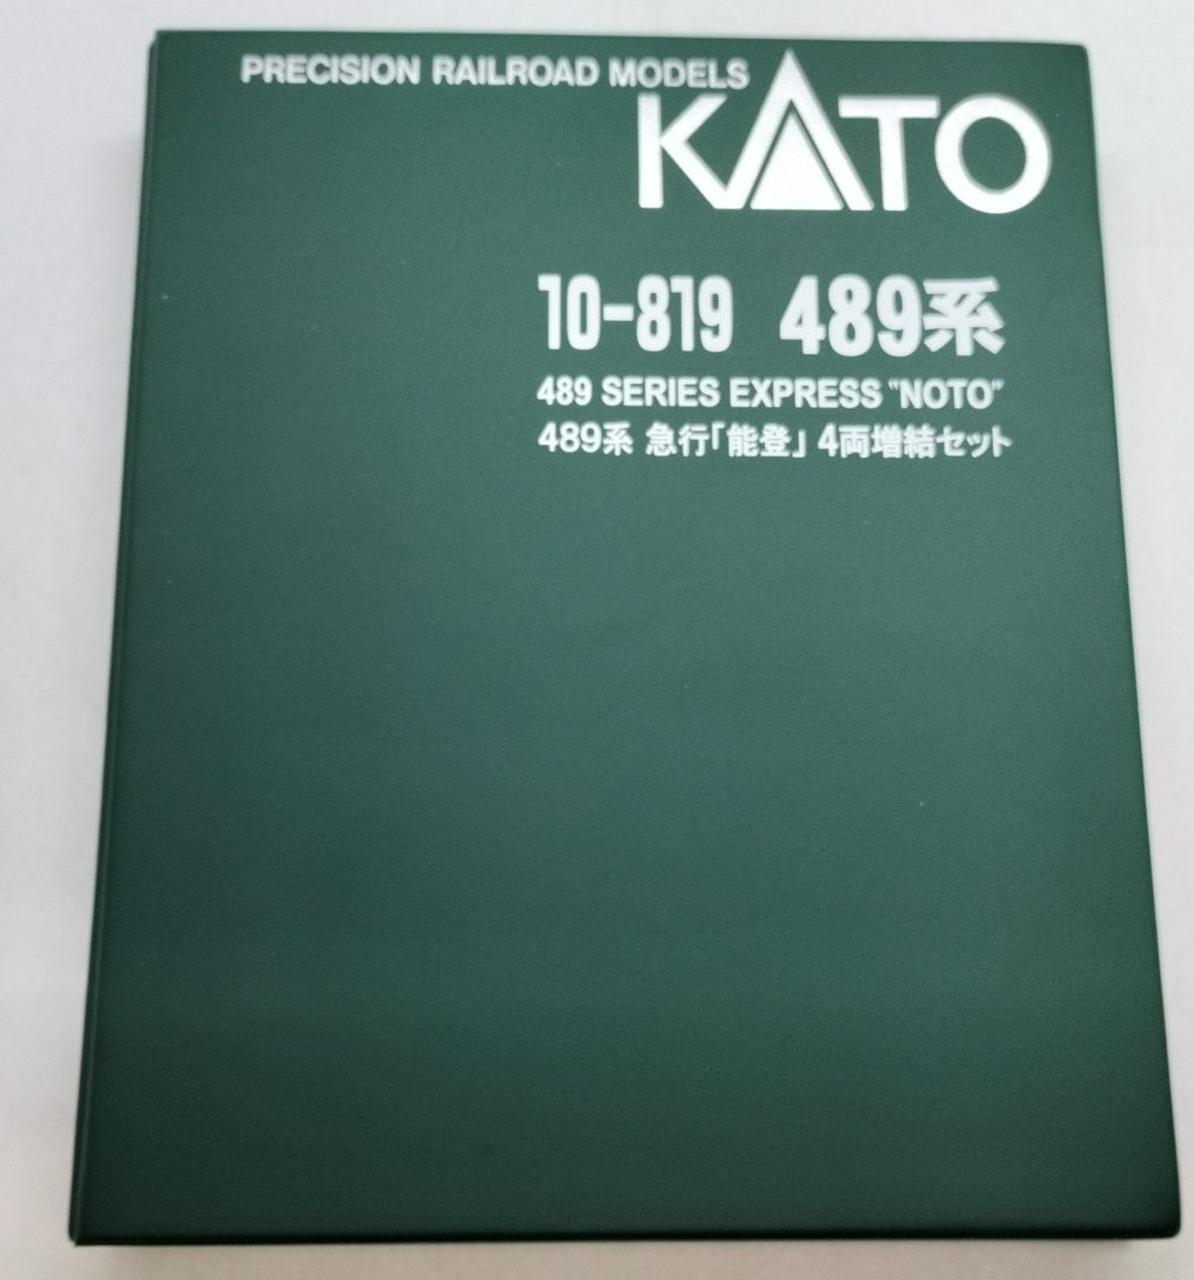 PRECISION RAILROAD MODELS
KATO
10-819 489系
489 SERIES EXPRESS "NOTO"
489系 急行「能登」 4両増結セット